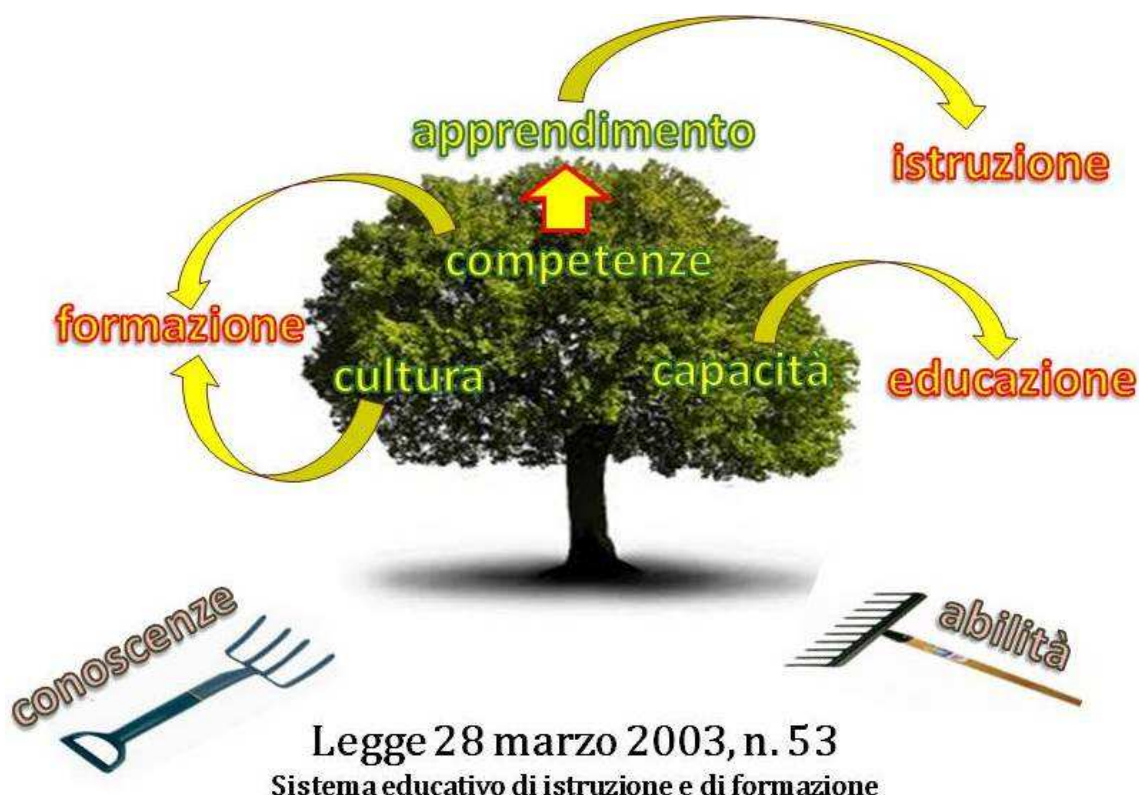 apprendimento
istruzione
competenze
formazione
cultura
capacità
educazione
conoscenze
abilità
Legge 28 marzo 2003, n. 53
Sistema educativo di istruzione e di formazione